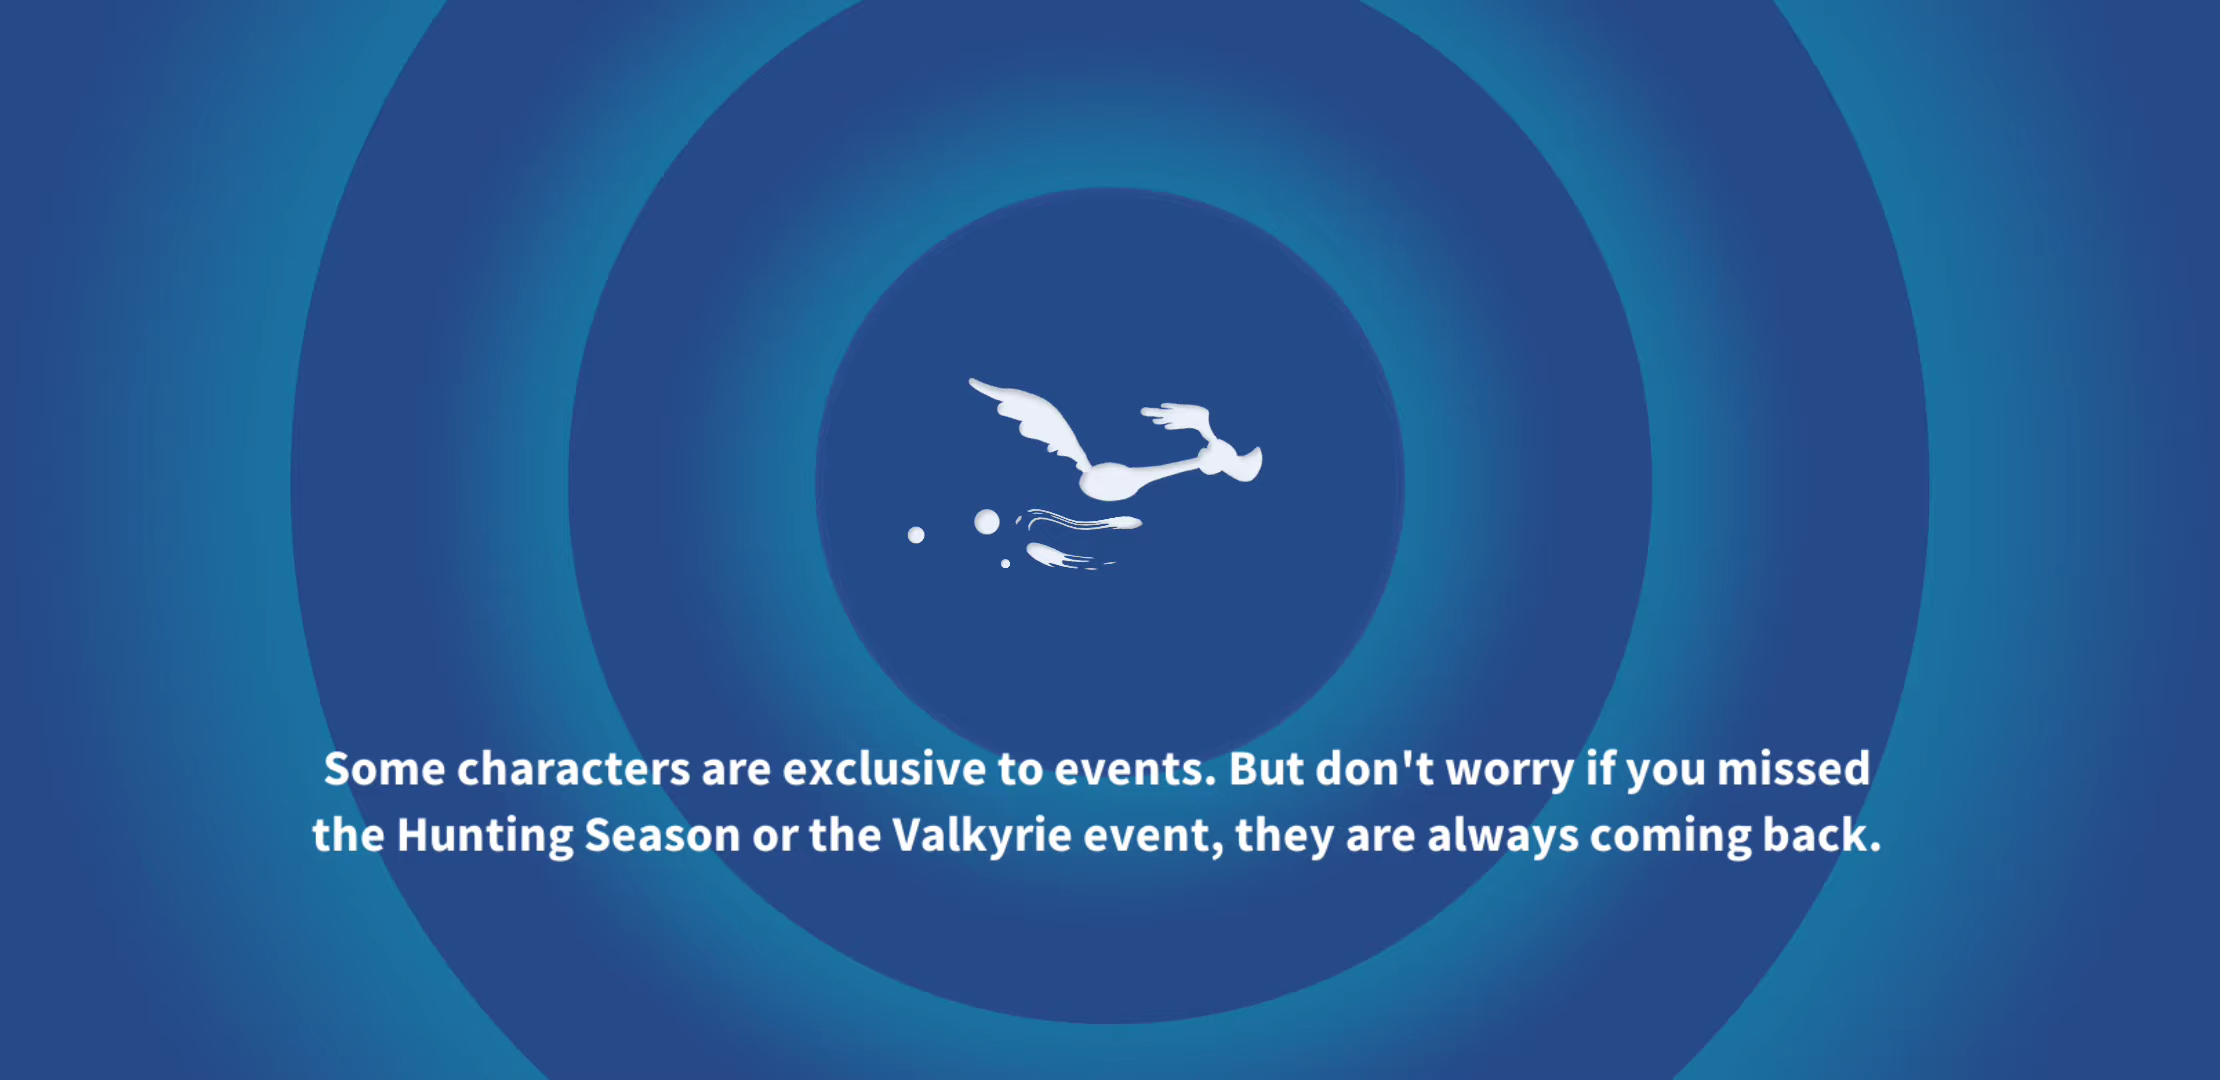 Some characters are exclusive to events. But don't worry if you missed
the Hunting Season or the Valkyrie event, they are always coming back.